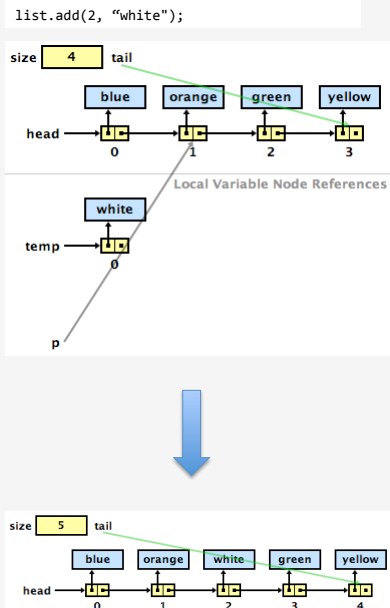 list.add(2, “white");
size 4 tail
blue orange green yellow
head
0 1 2 3
Local Variable Node References
white
temp
0
p
size 5 tail
blue orange white green yellow
head
0 1 2 3 4